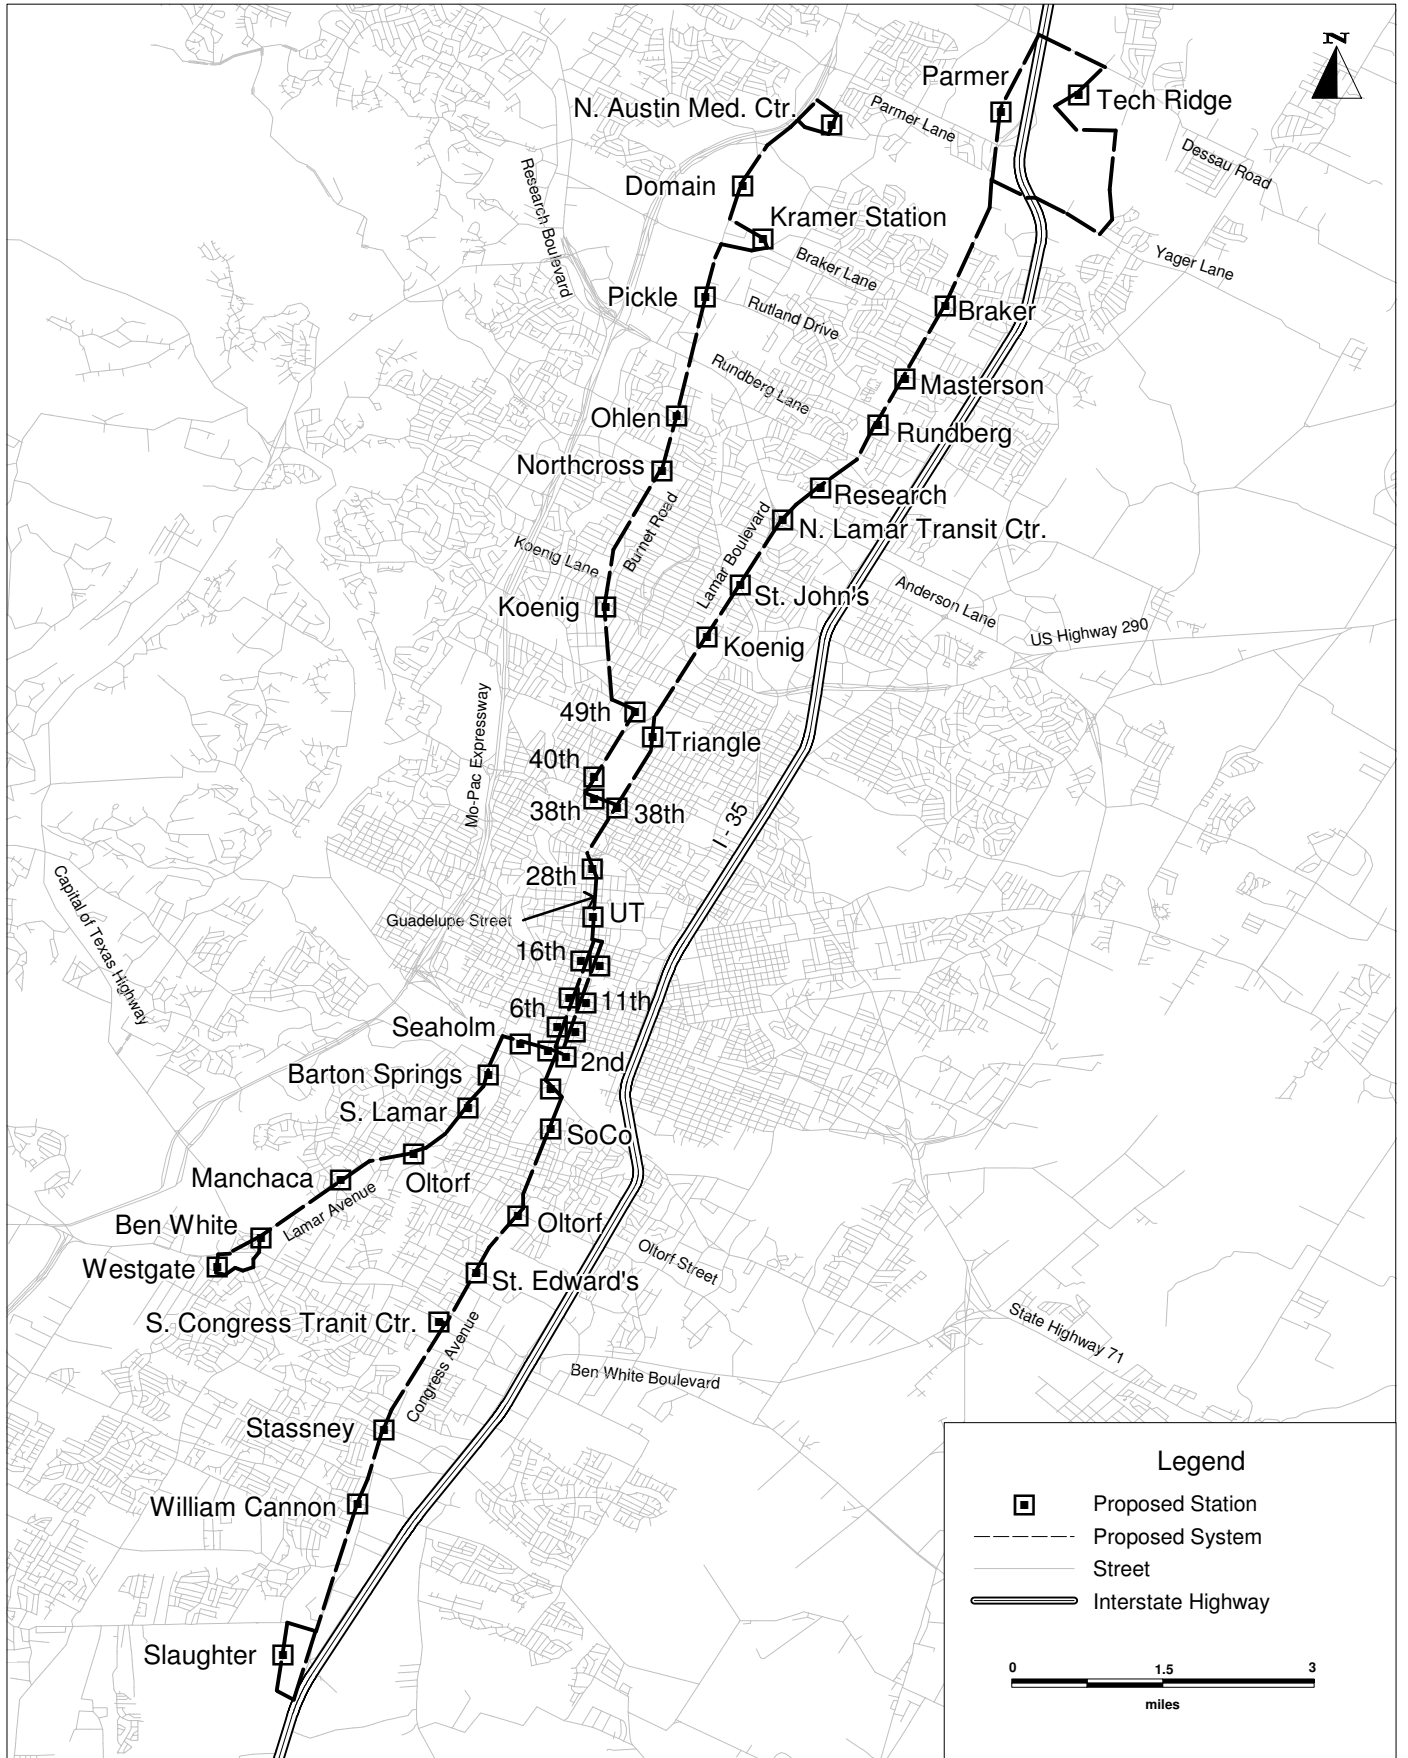 N
Parmer
Tech Ridge
N. Austin Med. Ctr.
Parmer Lane
Dessau Road
Research Boulevard
Domain
Kramer Station
Braker Lane
Yager Lane
Pickle
Rutland Drive
Braker
Rundberg Lane
Masterson
Ohlen
Rundberg
Northcross
Research
Burnet Road
Lamar Boulevard
N. Lamar Transit Ctr.
Koenig Lane
St. John's
Anderson Lane
Koenig
US Highway 290
Koenig
Mo-Pac Expressway
49th
Triangle
40th
38th
38th
I - 35
28th
Capital of Texas Highway
Guadelupe Street
UT
16th
11th
6th
Seaholm
2nd
Barton Springs
S. Lamar
SoCo
Manchaca
Oltorf
Lamar Avenue
Ben White
Oltorf
Westgate
Oltorf Street
St. Edward's
S. Congress Tranit Ctr.
State Highway 71
Congress Avenue
Ben White Boulevard
Stassney
William Cannon
Slaughter
Legend
Proposed Station
Proposed System
Street
Interstate Highway
0 1.5 3
miles